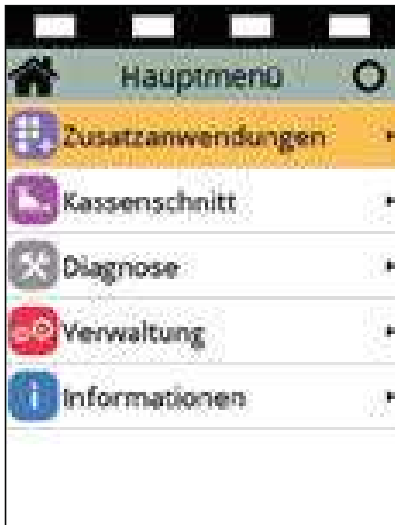 Hauptmenü
Zusatzanwendungen
Kassenschnitt
Diagnose
Verwaltung
Informationen